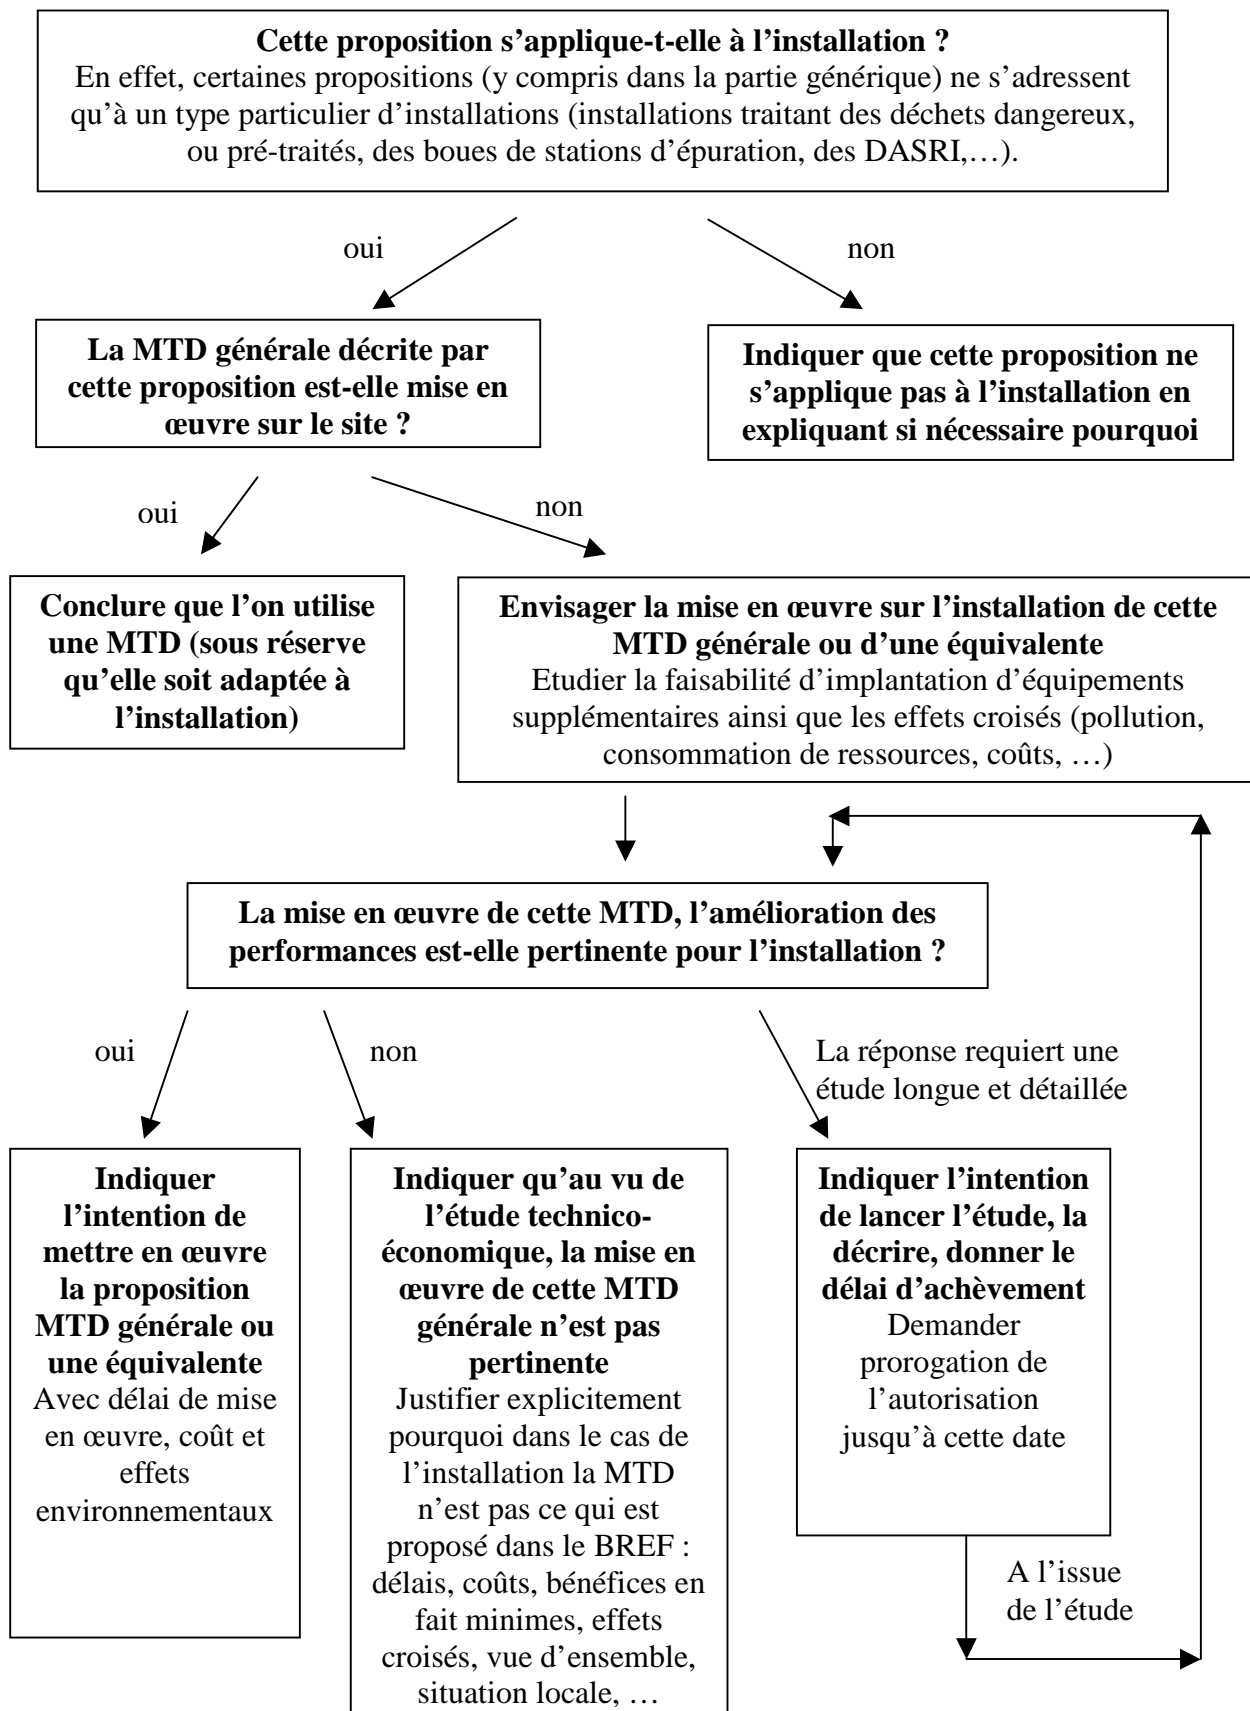 Cette proposition s’applique-t-elle à l’installation ?
En effet, certaines propositions (y compris dans la partie générique) ne s’adressent
qu’à un type particulier d’installations (installations traitant des déchets dangereux,
ou pré-traités, des boues de stations d’épuration, des DASRI,…).
oui
non
La MTD générale décrite par
cette proposition est-elle mise en
œuvre sur le site ?
Indiquer que cette proposition ne
s’applique pas à l’installation en
expliquant si nécessaire pourquoi
oui
non
Conclure que l’on utilise
une MTD (sous réserve
qu’elle soit adaptée à
l’installation)
Envisager la mise en œuvre sur l’installation de cette
MTD générale ou d’une équivalente
Etudier la faisabilité d’implantation d’équipements
supplémentaires ainsi que les effets croisés (pollution,
consommation de ressources, coûts, …)
La mise en œuvre de cette MTD, l’amélioration des
performances est-elle pertinente pour l’installation ?
oui
non
La réponse requiert une
étude longue et détaillée
Indiquer
l’intention de
mettre en œuvre
la proposition
MTD générale ou
une équivalente
Avec délai de mise
en œuvre, coût et
effets
environnementaux
Indiquer qu’au vu de
l’étude technico-
économique, la mise en
œuvre de cette MTD
générale n’est pas
pertinente
Justifier explicitement
pourquoi dans le cas de
l’installation la MTD
n’est pas ce qui est
proposé dans le BREF :
délais, coûts, bénéfices en
fait minimes, effets
croisés, vue d’ensemble,
situation locale, …
Indiquer l’intention
de lancer l’étude, la
décrire, donner le
délai d’achèvement
Demander
prorogation de
l’autorisation
jusqu’à cette date
A l’issue
de l’étude